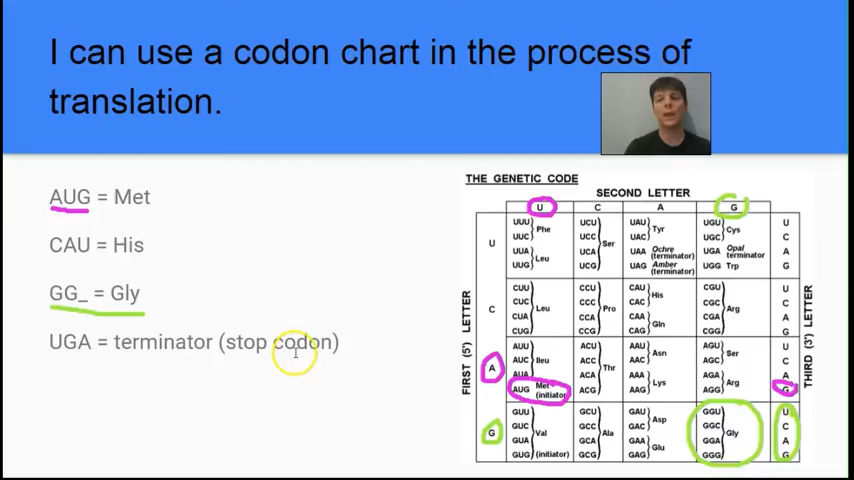 I can use a codon chart in the process of
translation.
AUG = Met
CAU = His
GG_ = Gly
UGA = terminator (stop codon)
THE GENETIC CODE
SECOND LETTER
U C A G
FIRST (5') LETTER
THIRD (3') LETTER
U
UUU UCU UAU UGU U
Phe Ser Tyr Cys
UUC UCC UAC UGC C
UUA UCA UAA Ochre (terminator) UGA Opal terminator A
Leu
UUG UCG UAG Amber (terminator) UGG Trp G
C
CUU CCU CAU CGU U
His
CUC CCC CAC CGC C
Leu Pro Arg
CUA CCA CAA CGA A
Gln
CUG CCG CAG CGG G
A
AUU ACU AAU AGU U
Asn Ser
AUC Ileu ACC AAC AGC C
Thr
AUA ACA AAA AGA A
Lys Arg
AUG Met (initiator) ACG AAG AGG G
G
GUU GCU GAU GGU U
Asp
GUC GCC GAC GGC C
Val Ala Gly
GUA GCA GAA GGA A
Glu
GUG (initiator) GCG GAG GGG G